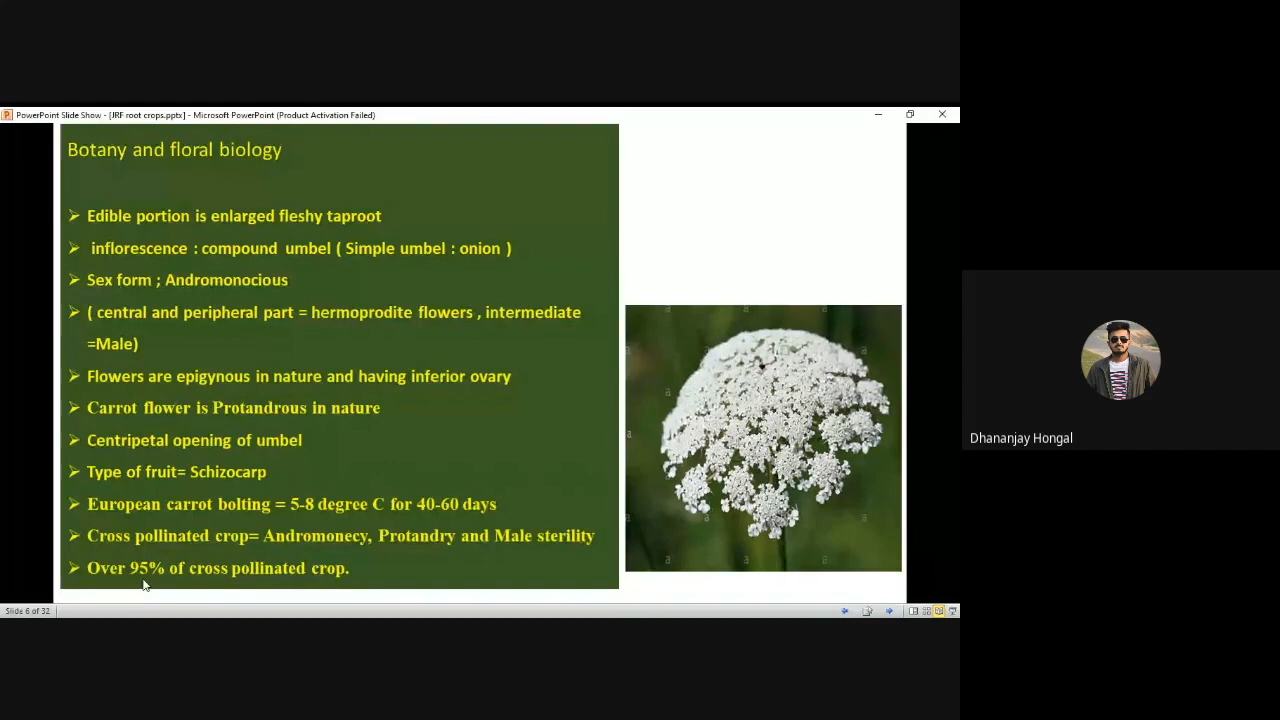 PowerPoint Slide Show - [JRF root crops.pptx] - Microsoft PowerPoint (Product Activation Failed)
Botany and floral biology
➢ Edible portion is enlarged fleshy taproot
➢ inflorescence : compound umbel ( Simple umbel : onion )
➢ Sex form ; Andromonocious
➢ ( central and peripheral part = hermoprodite flowers , intermediate
=Male)
➢ Flowers are epigynous in nature and having inferior ovary
➢ Carrot flower is Protandrous in nature
➢ Centripetal opening of umbel
➢ Type of fruit= Schizocarp
➢ European carrot bolting = 5-8 degree C for 40-60 days
➢ Cross pollinated crop= Andromonecy, Protandry and Male sterility
➢ Over 95% of cross pollinated crop.
Slide 6 of 32
Dhananjay Hongal